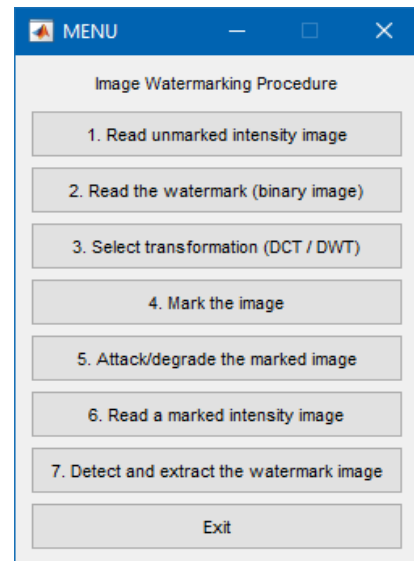 MENU
Image Watermarking Procedure
1. Read unmarked intensity image
2. Read the watermark (binary image)
3. Select transformation (DCT / DWT)
4. Mark the image
5. Attack/degrade the marked image
6. Read a marked intensity image
7. Detect and extract the watermark image
Exit